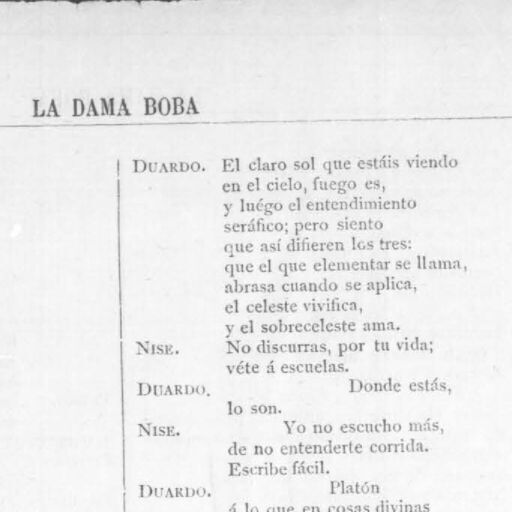 LA DAMA BOBA
DUARDO. El claro sol que estáis viendo
en el cielo, fuego es,
y luégo el entendimiento
seráfico; pero siento
que así difieren los tres:
que el que elementar se llama,
abrasa cuando se aplica,
el celeste vivifica,
y el sobreceleste ama.
NISE. No discurras, por tu vida;
véte á escuelas.
DUARDO. Donde estás,
lo son.
NISE. Yo no escucho más,
de no entenderte corrida.
Escribe fácil.
DUARDO. Platón
á lo que en cosas divinas